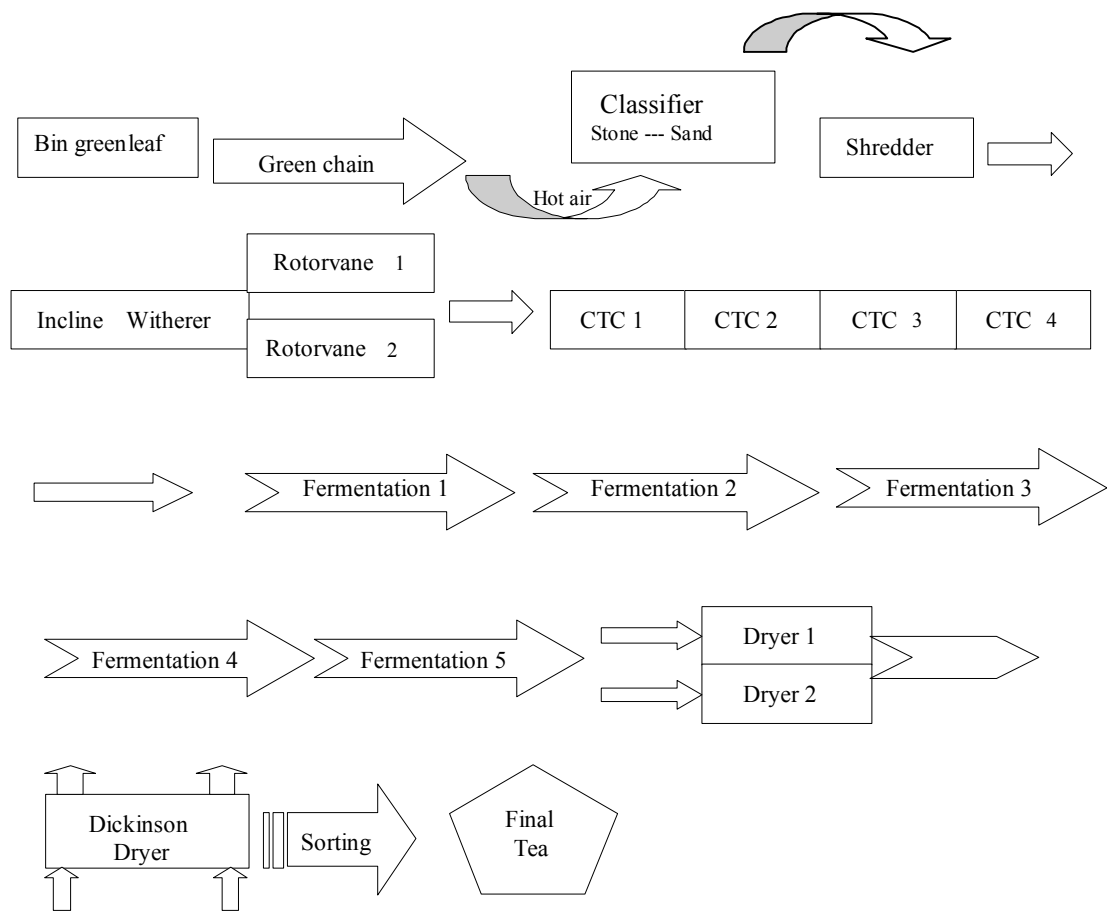 Bin greenleaf
Green chain
Hot air
Classifier
Stone --- Sand
Shredder
Incline Witherer
Rotorvane 1
Rotorvane 2
CTC 1
CTC 2
CTC 3
CTC 4
Fermentation 1
Fermentation 2
Fermentation 3
Fermentation 4
Fermentation 5
Dryer 1
Dryer 2
Dickinson
Dryer
Sorting
Final
Tea